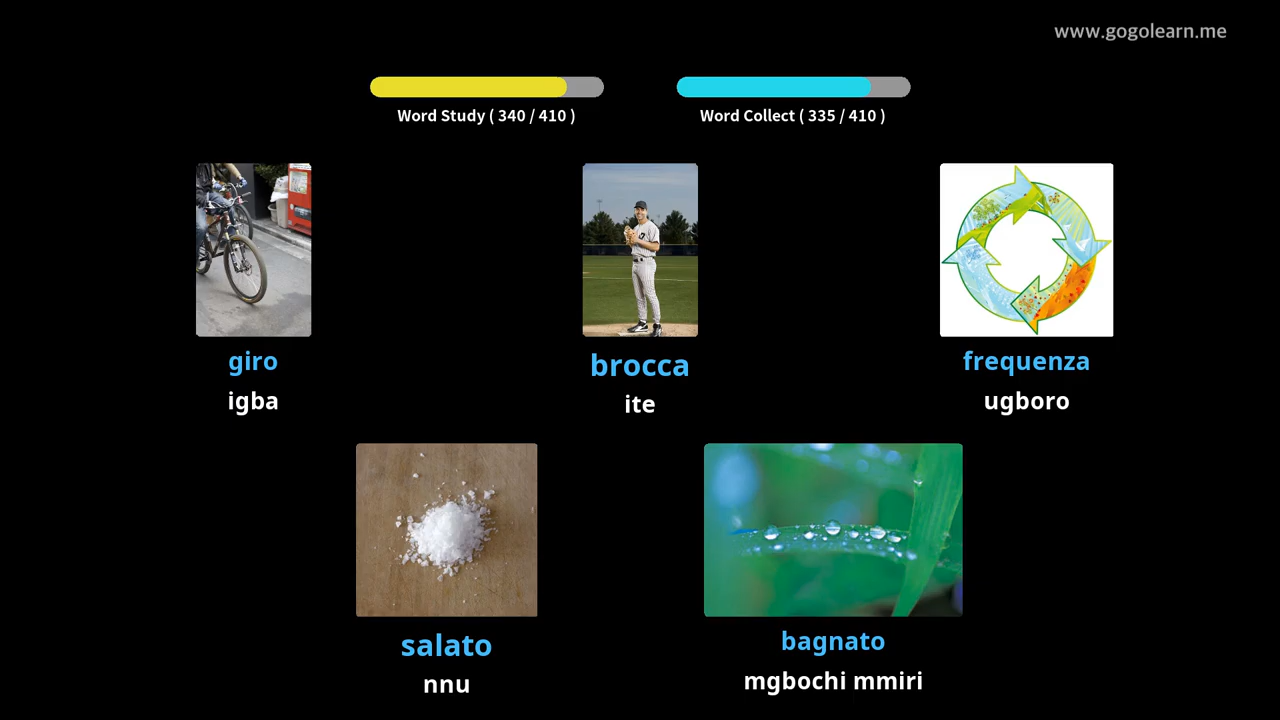 www.gogolearn.me
Word Study ( 340 / 410 )
Word Collect ( 335 / 410 )
giro
igba
brocca
ite
frequenza
ugboro
salato
nnu
bagnato
mgbochi mmiri